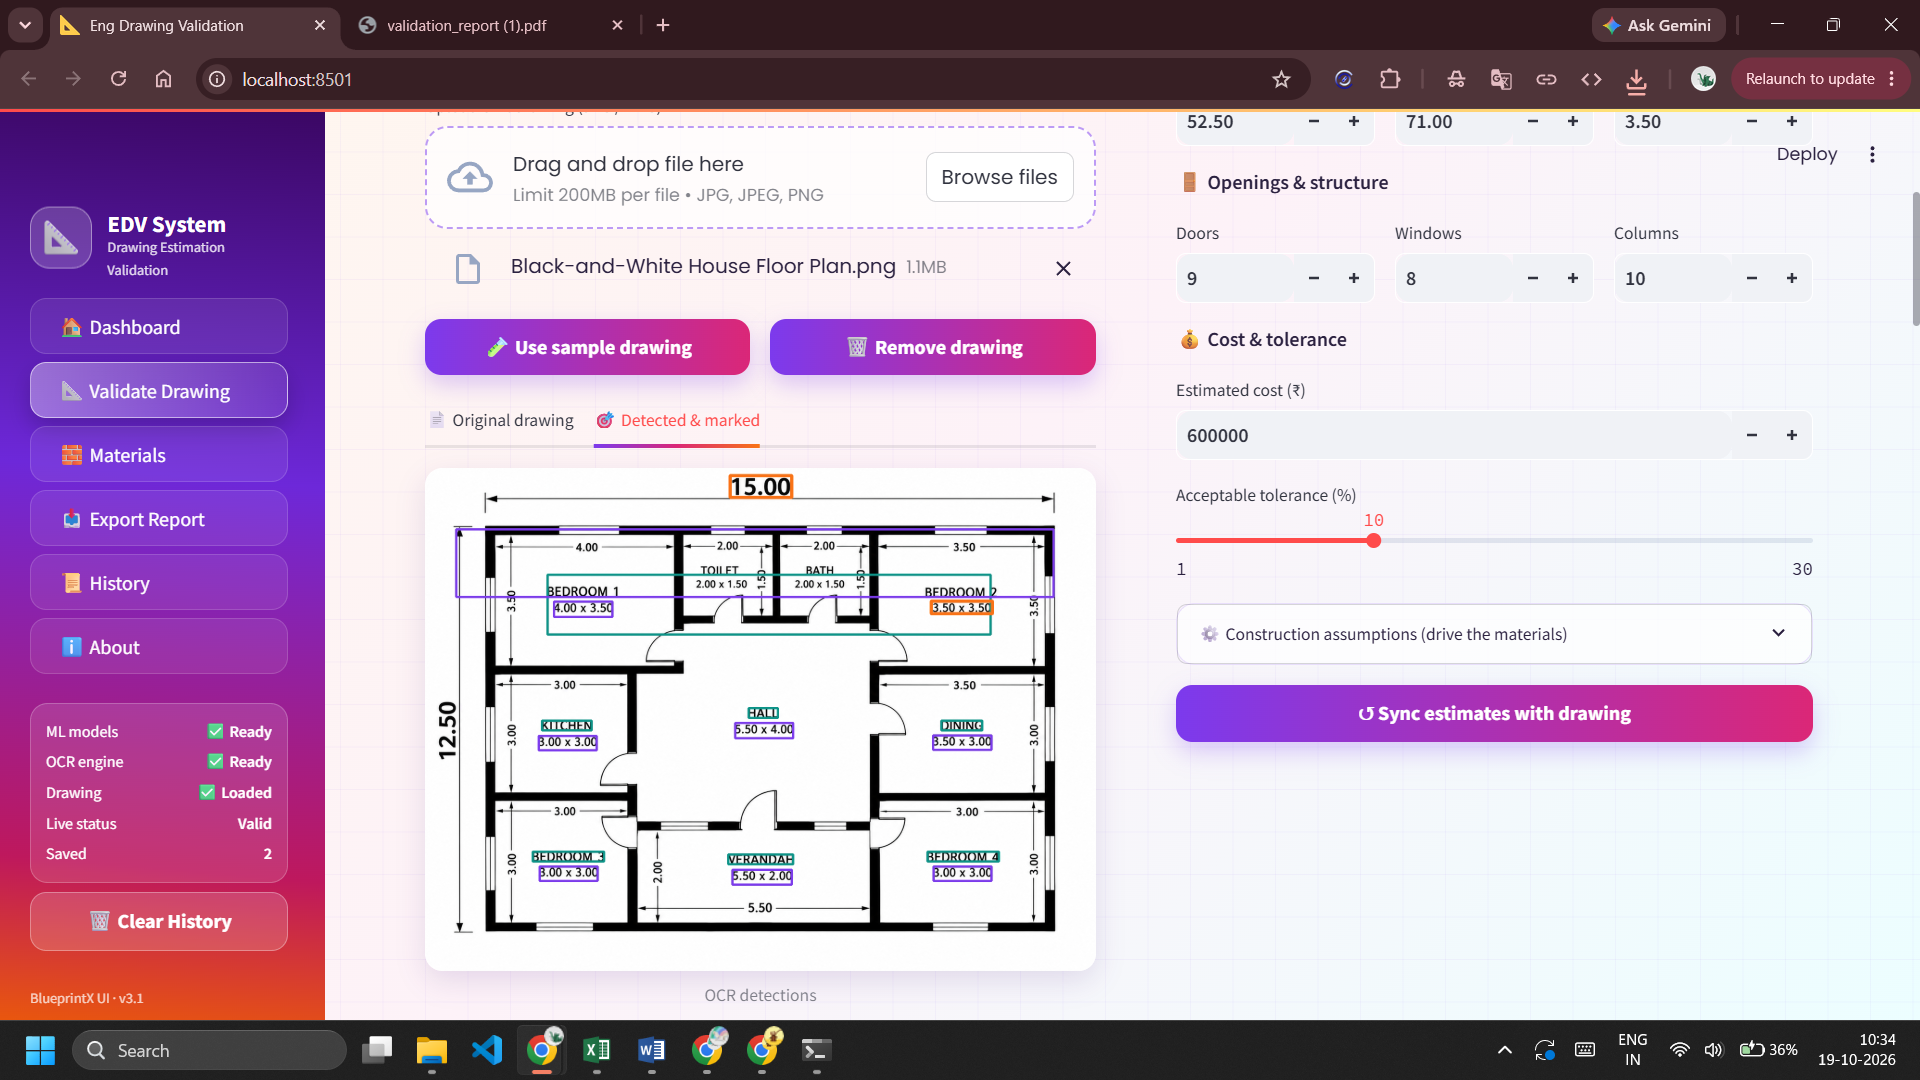 Eng Drawing Validation
validation_report (1).pdf
Ask Gemini
localhost:8501
Relaunch to update
EDV System
Drawing Estimation
Validation
Dashboard
Validate Drawing
Materials
Export Report
History
About
ML models Ready
OCR engine Ready
Drawing Loaded
Live status Valid
Saved 2
Clear History
BlueprintX UI · v3.1
Drag and drop file here
Limit 200MB per file • JPG, JPEG, PNG
Browse files
Black-and-White House Floor Plan.png 1.1MB
Use sample drawing
Remove drawing
Original drawing
Detected & marked
15.00
4.00 2.00 2.00 3.50
TOILET BATH
2.00 x 1.50 1.50 2.00 x 1.50 1.50
BEDROOM 1 BEDROOM 2
4.00 x 3.50 3.50 x 3.50
3.50 3.50
12.50
3.00 3.50
HALL
5.50 x 4.00
KITCHEN DINING
3.00 x 3.00 3.50 x 3.00
3.00 3.00
3.00 3.00
BEDROOM 3 VERANDAH BEDROOM 4
3.00 x 3.00 5.50 x 2.00 3.00 x 3.00
3.00 2.00 3.00
5.50
OCR detections
52.50 71.00 3.50
Deploy
Openings & structure
Doors Windows Columns
9 8 10
Cost & tolerance
Estimated cost (₹)
600000
Acceptable tolerance (%)
10
1 30
Construction assumptions (drive the materials)
↺ Sync estimates with drawing
Search
ENG
IN
36%
10:34
19-10-2026